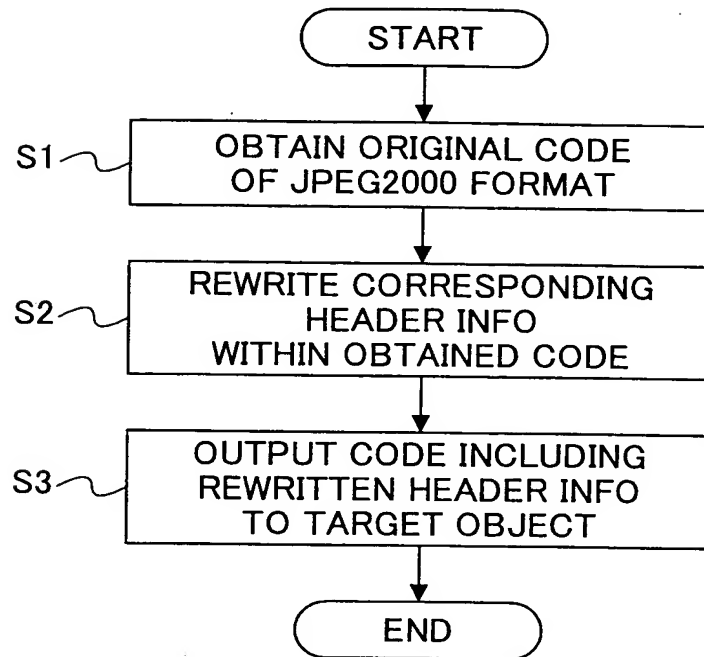 START
S1
OBTAIN ORIGINAL CODE
OF JPEG2000 FORMAT
S2
REWRITE CORRESPONDING
HEADER INFO
WITHIN OBTAINED CODE
S3
OUTPUT CODE INCLUDING
REWRITTEN HEADER INFO
TO TARGET OBJECT
END